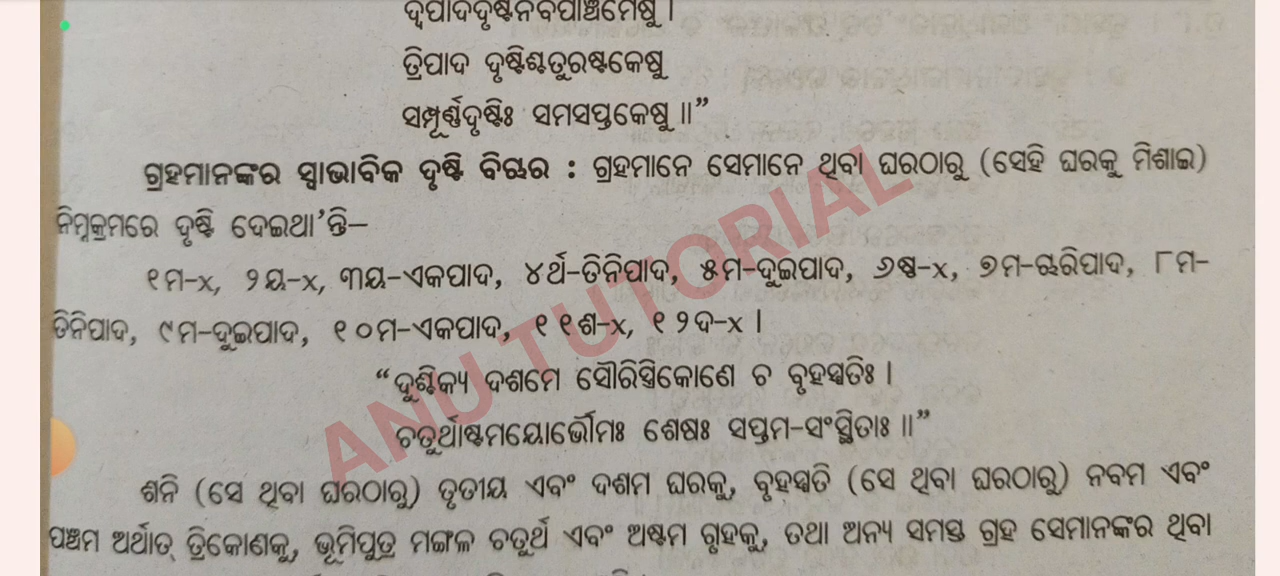 ଦ୍ୱିପାଦଦୃଷ୍ଟିନବପାଞ୍ଚମେଷୁ ।
ତ୍ରିପାଦ ଦୃଷ୍ଟିଶ୍ଚତୁରଷ୍ଟକେଷୁ
ସମ୍ପୂର୍ଣ୍ଣଦୃଷ୍ଟିଃ ସମସପ୍ତକେଷୁ ॥”
ଗ୍ରହମାନଙ୍କର ସ୍ୱାଭାବିକ ଦୃଷ୍ଟି ବିଚାର : ଗ୍ରହମାନେ ସେମାନେ ଥିବା ଘରଠାରୁ (ସେହି ଘରକୁ ମିଶାଇ)
ନିମ୍ନକ୍ରମରେ ଦୃଷ୍ଟି ଦେଇଥା’ନ୍ତି–
୧ମ–x, ୨ୟ–x, ୩ୟ–ଏକପାଦ, ୪ର୍ଥ–ତିନିପାଦ, ୫ମ–ଦୁଇପାଦ, ୬ଷ୍ଠ–x, ୭ମ–ଚାରିପାଦ, ୮ମ–
ତିନିପାଦ, ୯ମ–ଦୁଇପାଦ, ୧୦ମ–ଏକପାଦ, ୧୧ଶ–x, ୧୨ଦ–x ।
“ଦୁଶ୍ଚିକ୍ୟ ଦଶମେ ସୌରିସ୍ତ୍ରିକୋଣେ ଚ ବୃହସ୍ପତିଃ ।
ଚତୁର୍ଥାଷ୍ଟମୟୋର୍ଭୌମଃ ଶେଷଃ ସପ୍ତମ–ସଂସ୍ଥିତାଃ ॥”
ଶନି (ସେ ଥିବା ଘରଠାରୁ) ତୃତୀୟ ଏବଂ ଦଶମ ଘରକୁ, ବୃହସ୍ପତି (ସେ ଥିବା ଘରଠାରୁ) ନବମ ଏବଂ
ପଞ୍ଚମ ଅର୍ଥାତ୍ ତ୍ରିକୋଣକୁ, ଭୂମିପୁତ୍ର ମଙ୍ଗଳ ଚତୁର୍ଥ ଏବଂ ଅଷ୍ଟମ ଗୃହକୁ, ତଥା ଅନ୍ୟ ସମସ୍ତ ଗ୍ରହ ସେମାନଙ୍କର ଥିବା
ANU TUTORIAL